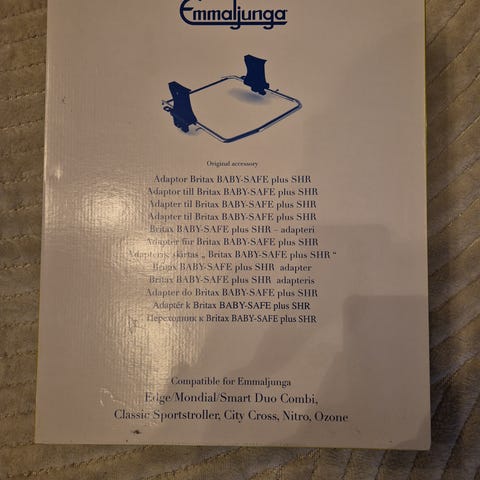 Emmaljunga
Original accessory
Adaptor Britax BABY-SAFE plus SHR
Adaptor till Britax BABY-SAFE plus SHR
Adapter til Britax BABY-SAFE plus SHR
Adapter til Britax BABY-SAFE plus SHR
Britax BABY-SAFE plus SHR – adapteri
Adapter für Britax BABY-SAFE plus SHR
Adapteris, skirtas „ Britax BABY-SAFE plus SHR “
Britax BABY-SAFE plus SHR adapter
Britax BABY-SAFE plus SHR adapteris
Adapter do Britax BABY-SAFE plus SHR
Adaptér k Britax BABY-SAFE plus SHR
Переходник к Britax BABY-SAFE plus SHR
Compatible for Emmaljunga
Edge/Mondial/Smart Duo Combi,
Classic Sportstroller, City Cross, Nitro, Ozone